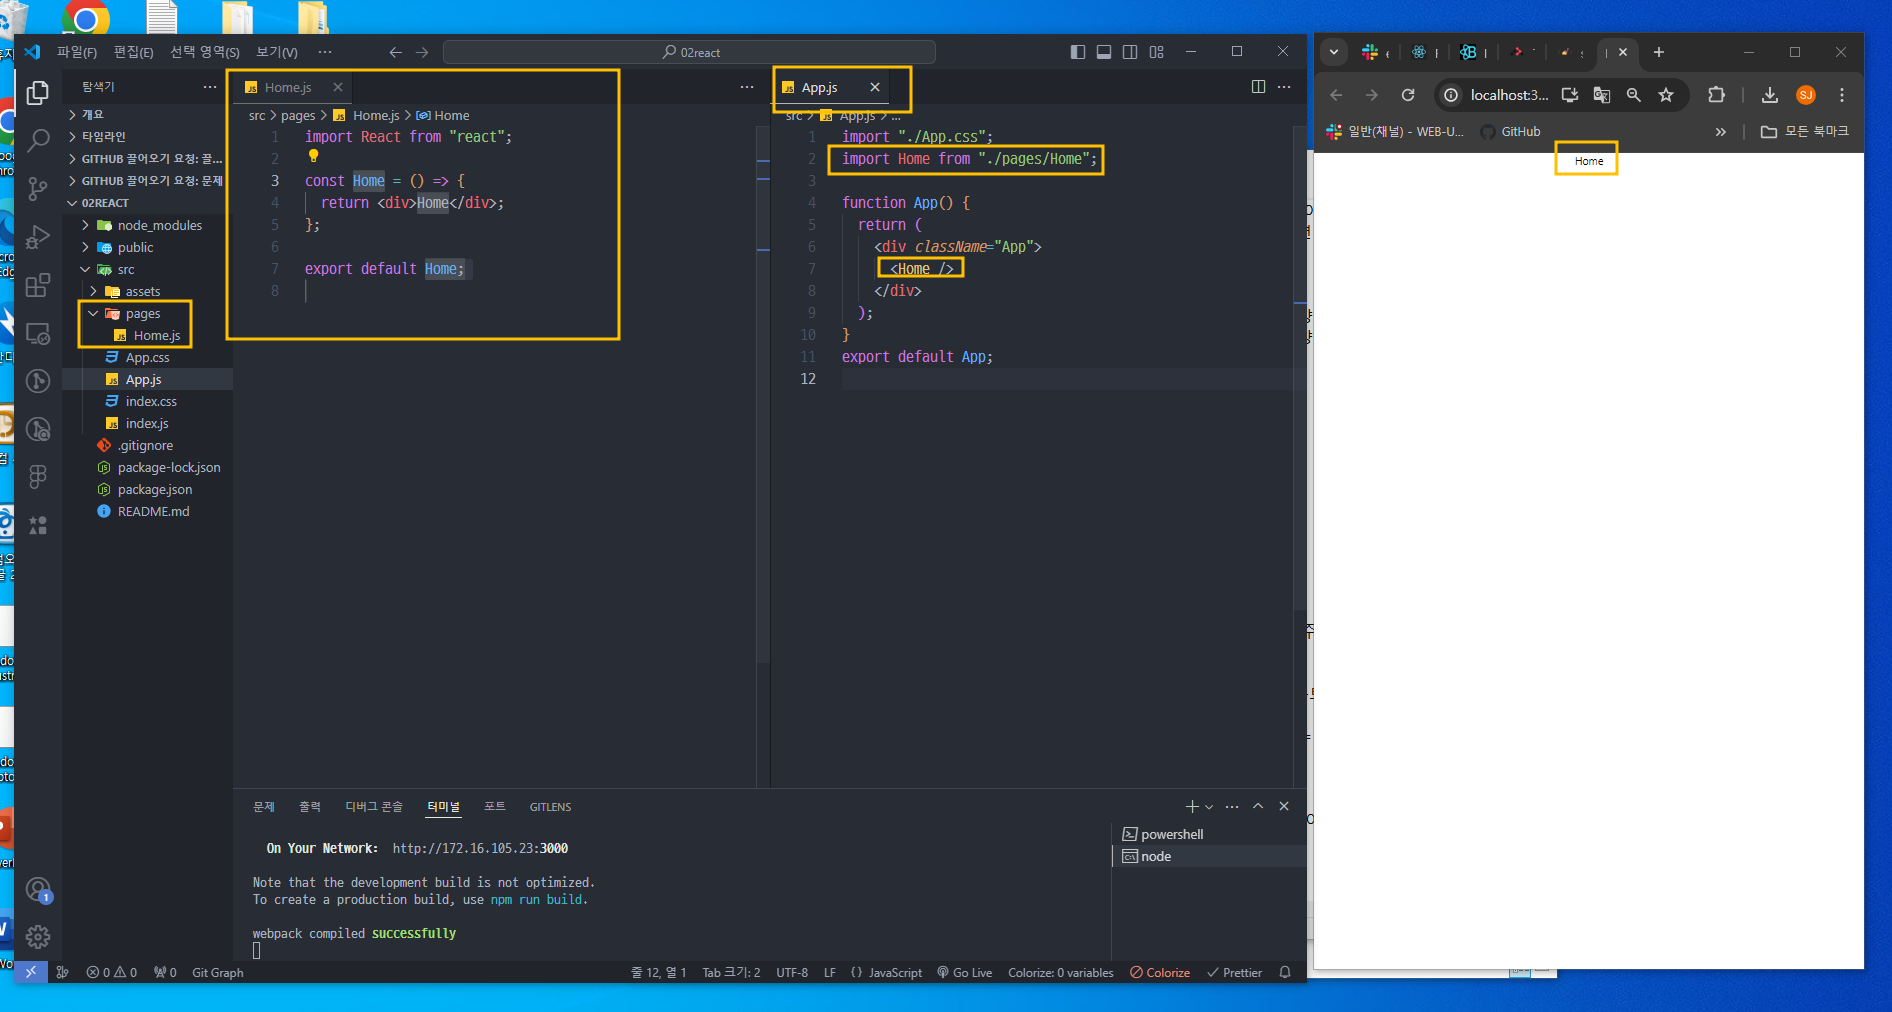 파일(F) 편집(E) 선택 영역(S) 보기(V) ··· 02react
탐색기 ···
개요
타임라인
GITHUB 끌어오기 요청: 끌...
GITHUB 끌어오기 요청: 문제
02REACT
node_modules
public
src
assets
pages
Home.js
App.css
App.js
index.css
index.js
.gitignore
package-lock.json
package.json
README.md
1
Home.js
src > pages > Home.js > Home
1 import React from "react";
2
3 const Home = () => {
4 return <div>Home</div>;
5 };
6
7 export default Home;
8
App.js
src > App.js > ...
1 import "./App.css";
2 import Home from "./pages/Home";
3
4 function App() {
5 return (
6 <div className="App">
7 <Home />
8 </div>
9 );
10 }
11 export default App;
12
문제 출력 디버그 콘솔 터미널 포트 GITLENS
On Your Network: http://172.16.105.23:3000
Note that the development build is not optimized.
To create a production build, use npm run build.
webpack compiled successfully
powershell
node
0 0 0 Git Graph 줄 12, 열 1 Tab 크기: 2 UTF-8 LF {} JavaScript Go Live Colorize: 0 variables Colorize Prettier
localhost:3... SJ
일반(채널) - WEB-U... GitHub » 모든 북마크
Home